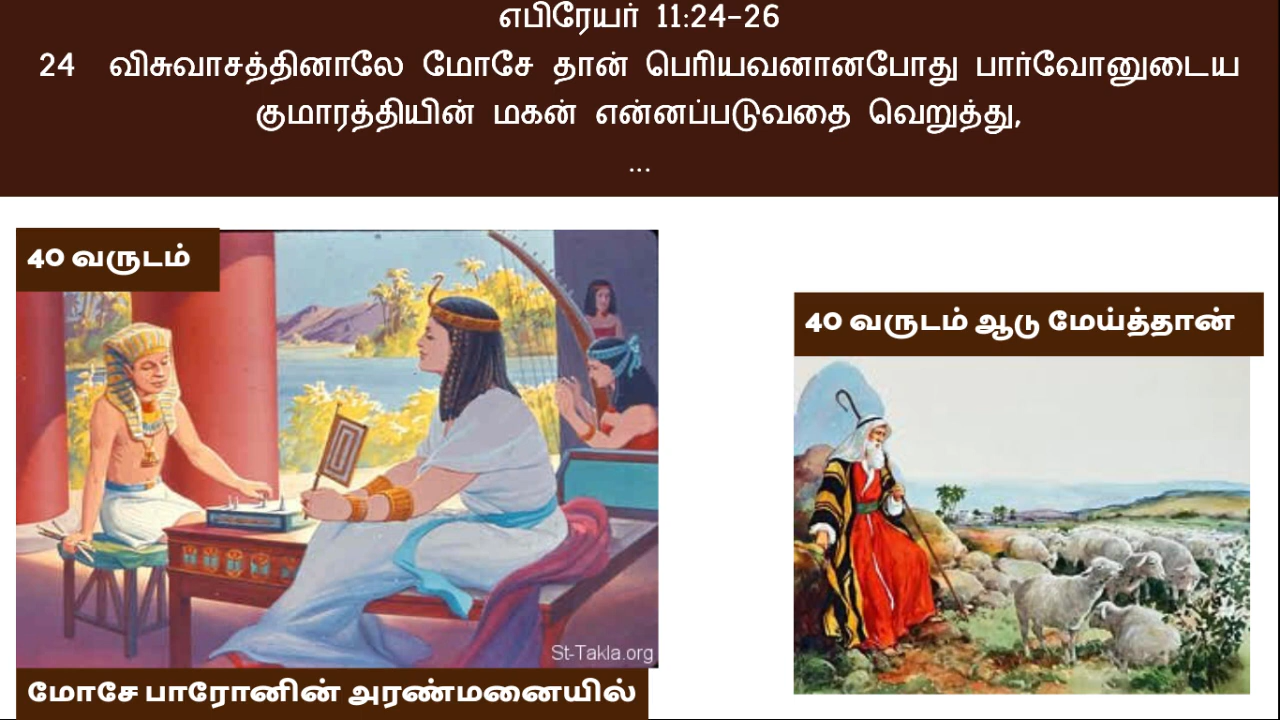 எபிரேயர் 11:24-26
24 விசுவாசத்தினாலே மோசே தான் பெரியவனானபோது பார்வோனுடைய
குமாரத்தியின் மகன் என்னப்படுவதை வெறுத்து,
...
40 வருடம்
40 வருடம் ஆடு மேய்த்தான்
St-Takla.org
மோசே பாரோனின் அரண்மனையில்